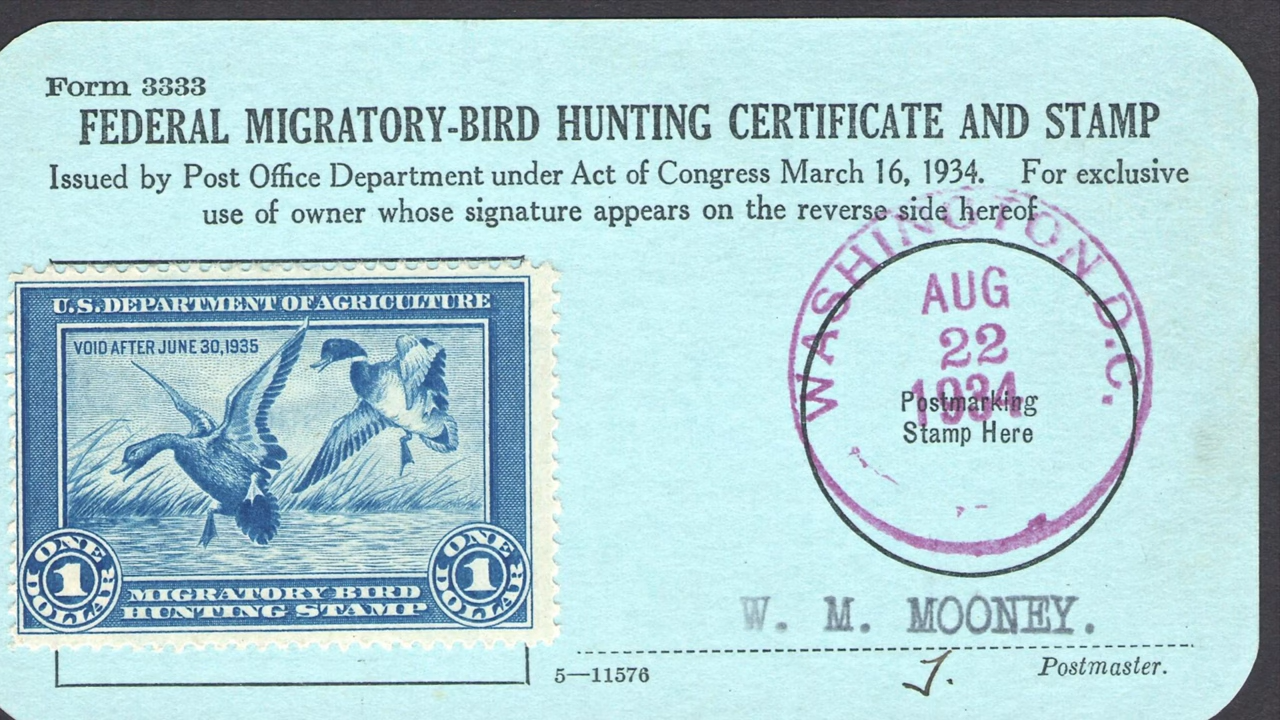 Form 3333
FEDERAL MIGRATORY-BIRD HUNTING CERTIFICATE AND STAMP
Issued by Post Office Department under Act of Congress March 16, 1934. For exclusive
use of owner whose signature appears on the reverse side hereof
U.S. DEPARTMENT OF AGRICULTURE
VOID AFTER JUNE 30, 1935
ONE
1
DOLLAR
MIGRATORY BIRD
HUNTING STAMP
ONE
1
DOLLAR
WASHINGTON D.C.
AUG
22
1934
Postmarking
Stamp Here
W. M. MOONEY.
J.
5—11576
Postmaster.